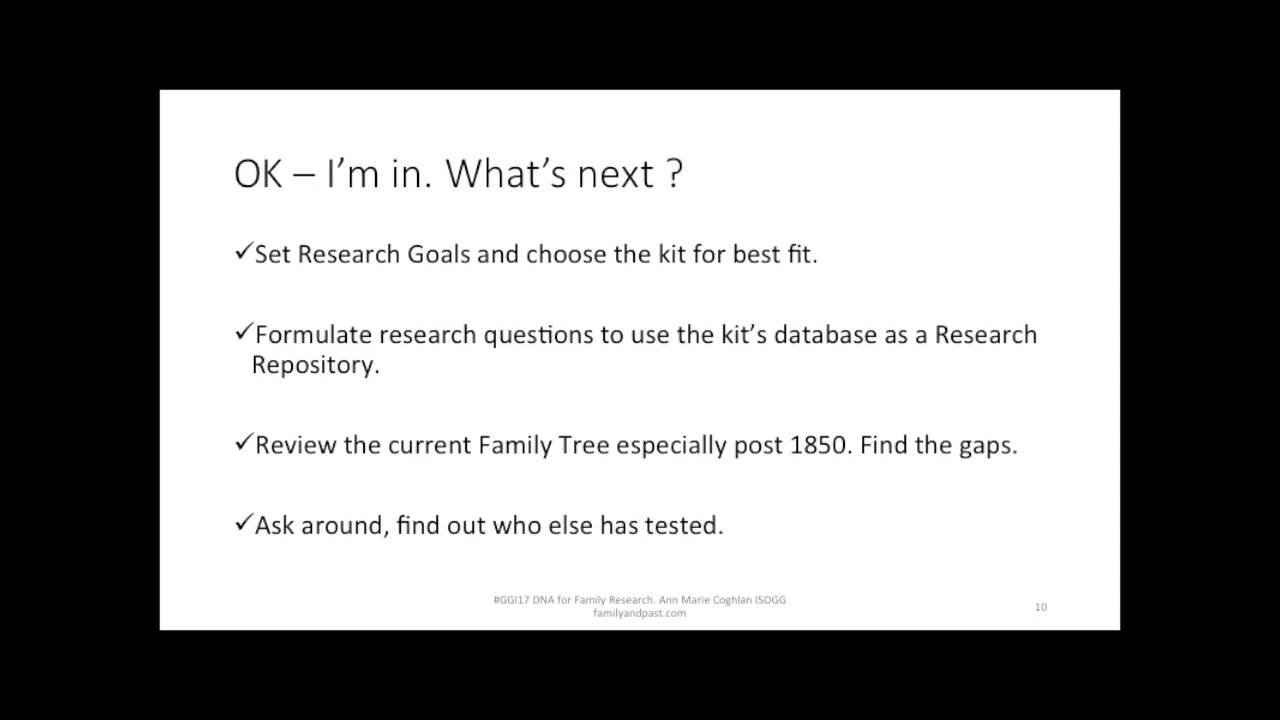 OK – I’m in. What’s next ?
✓Set Research Goals and choose the kit for best fit.
✓Formulate research questions to use the kit’s database as a Research
Repository.
✓Review the current Family Tree especially post 1850. Find the gaps.
✓Ask around, find out who else has tested.
#GGI17 DNA for Family Research. Ann Marie Coghlan ISOGG
familyandpast.com
10